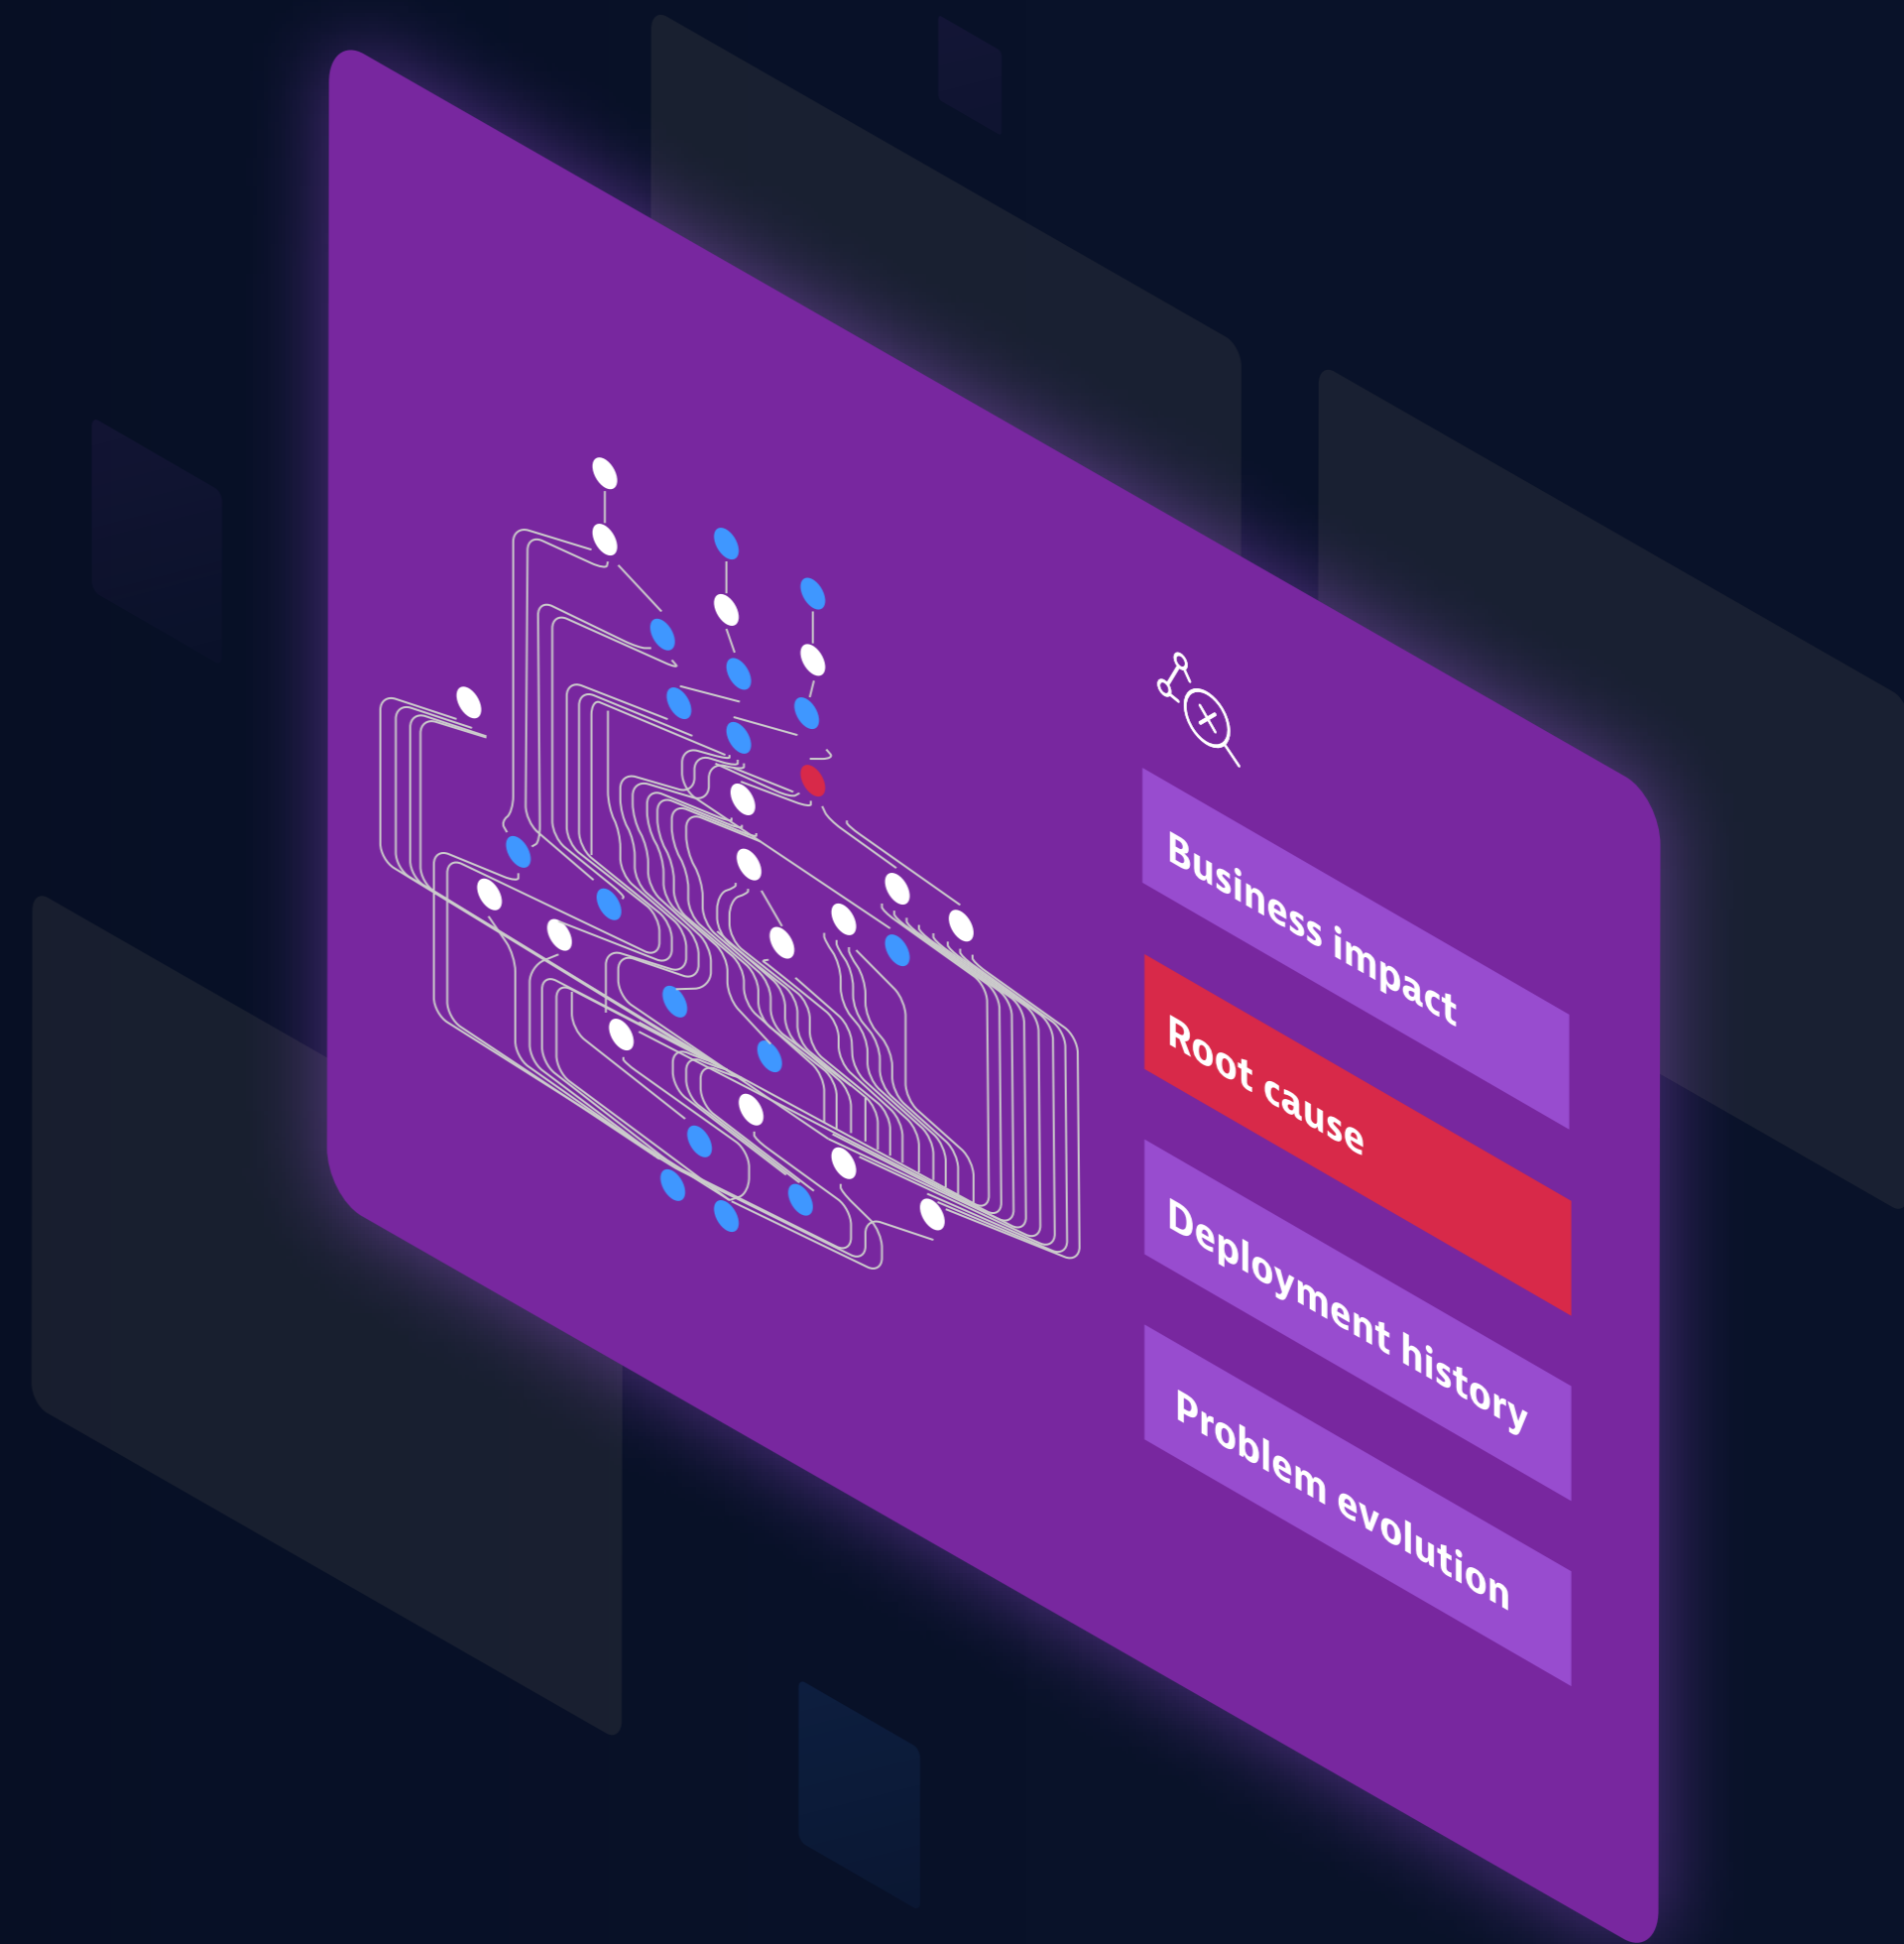 Business impact
Root cause
Deployment history
Problem evolution